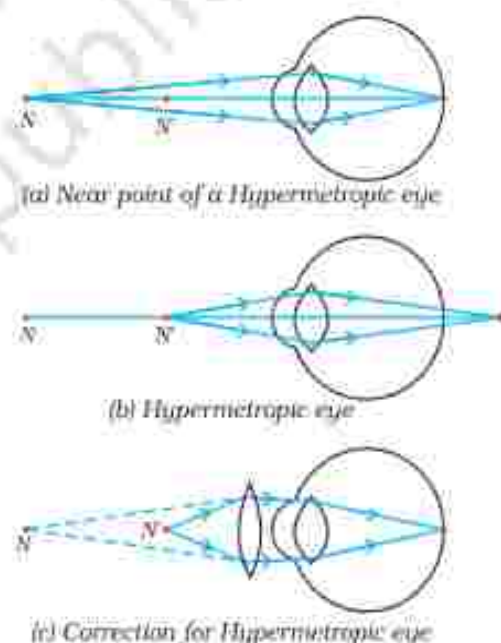 N
N
(a) Near point of a Hypermetropic eye
N
N'
(b) Hypermetropic eye
N
N
(c) Correction for Hypermetropic eye